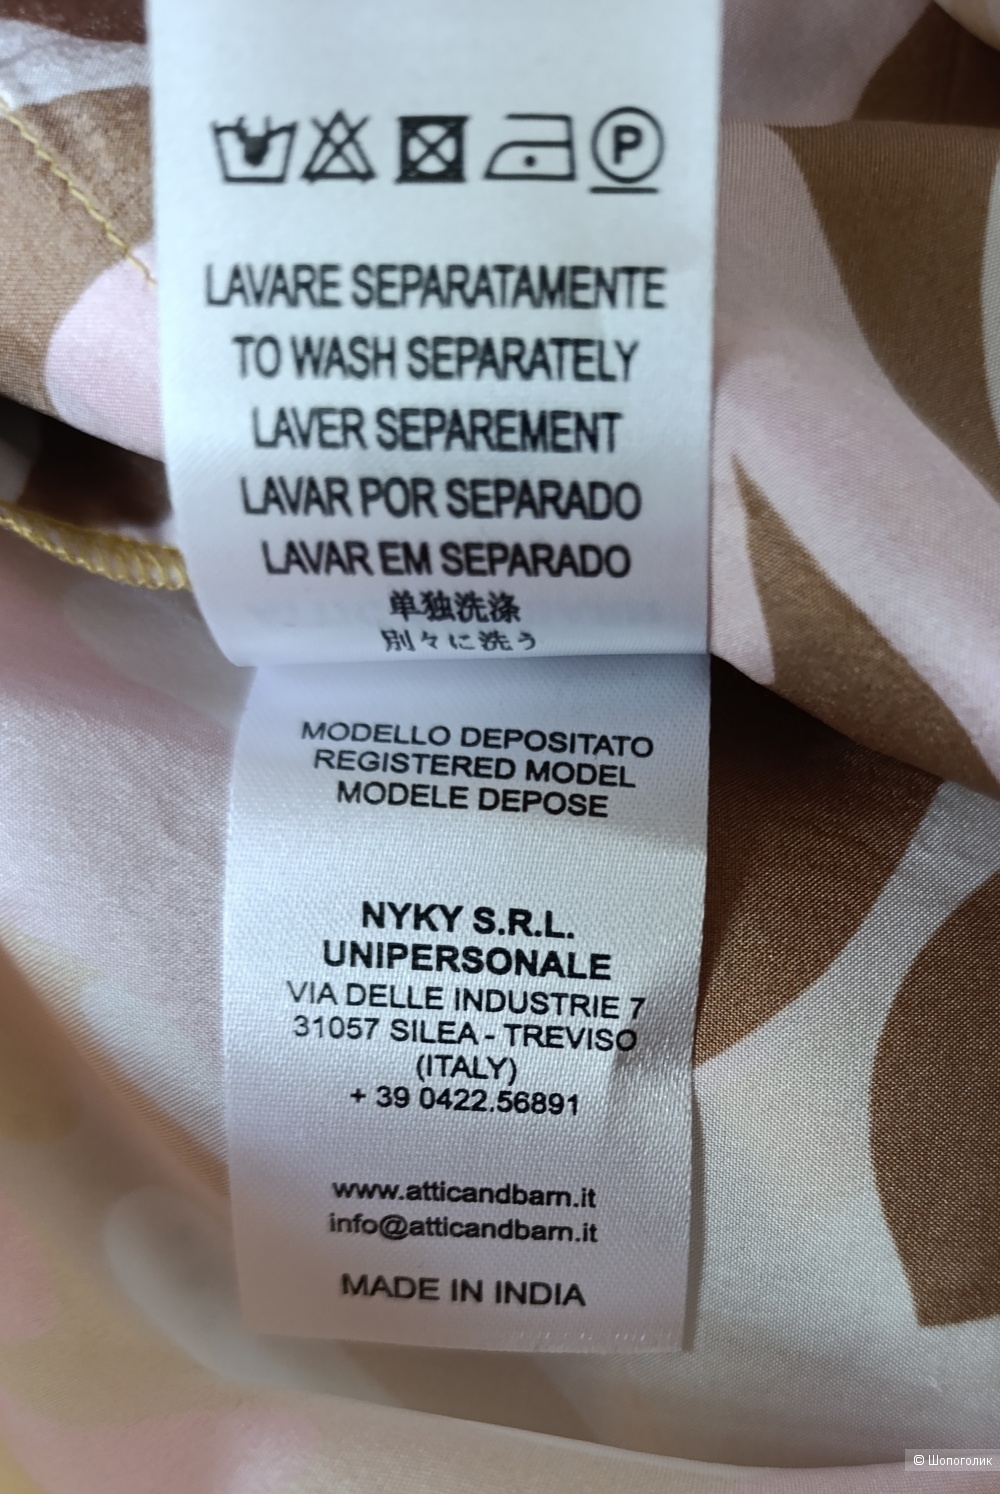 P
LAVARE SEPARATAMENTE
TO WASH SEPARATELY
LAVER SEPAREMENT
LAVAR POR SEPARADO
LAVAR EM SEPARADO
单独洗涤
別々に洗う
MODELLO DEPOSITATO
REGISTERED MODEL
MODELE DEPOSE
NYKY S.R.L.
UNIPERSONALE
VIA DELLE INDUSTRIE 7
31057 SILEA - TREVISO
(ITALY)
+ 39 0422.56891
www.atticandbarn.it
info@atticandbarn.it
MADE IN INDIA
© Шопоголик